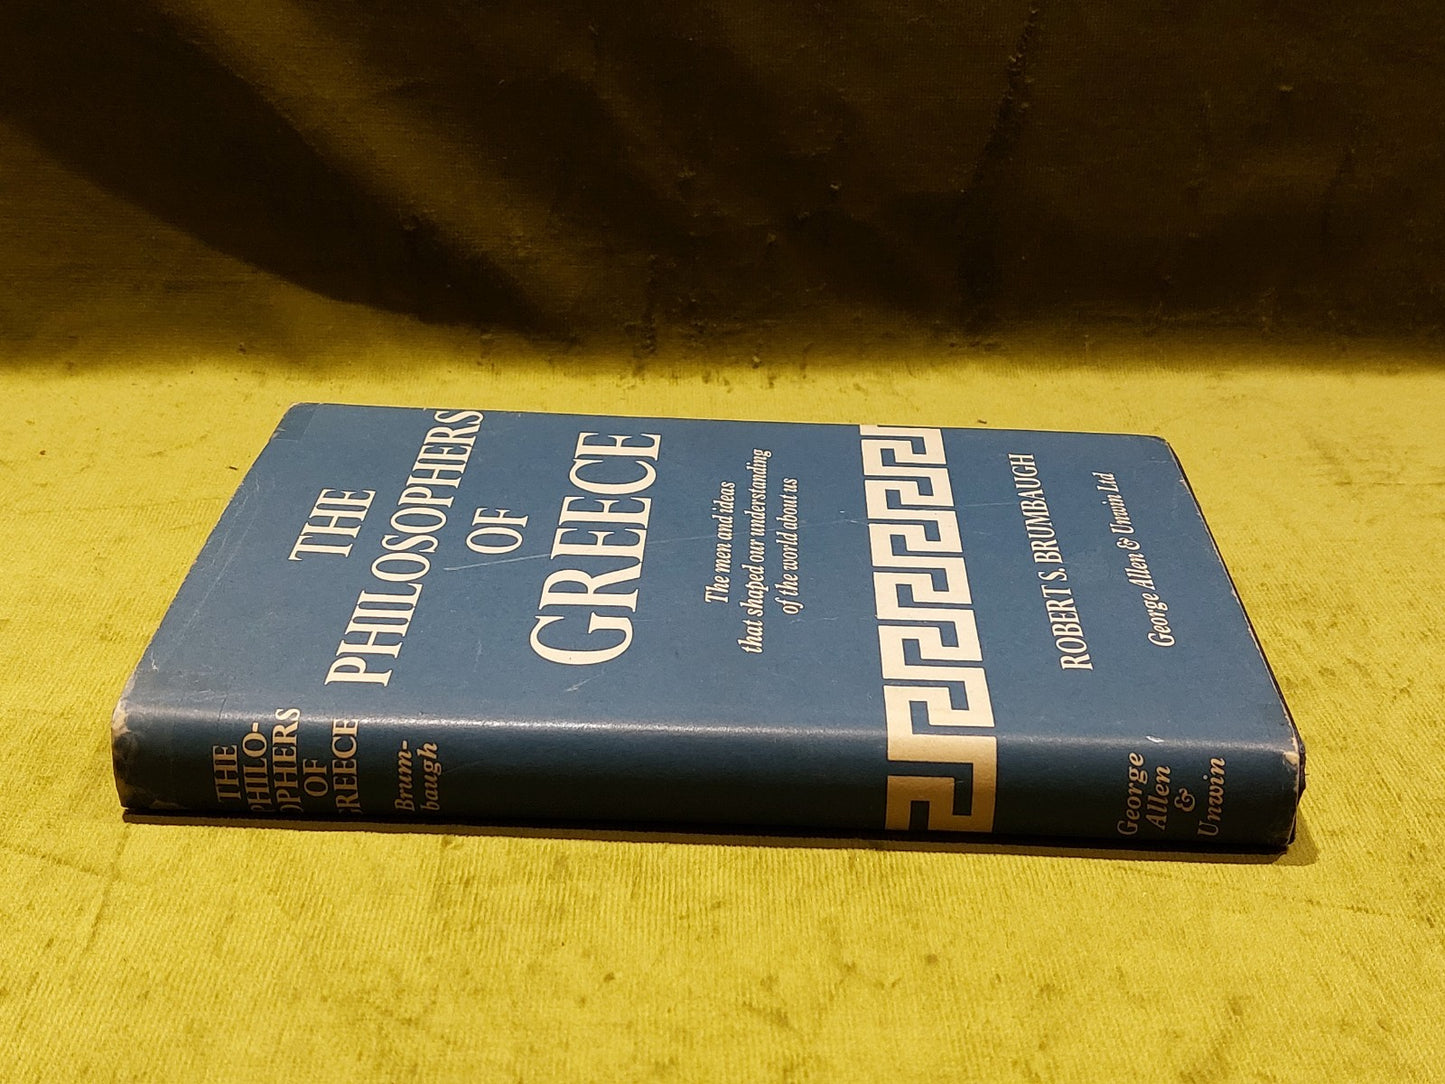 THE
PHILOSOPHERS
OF
GREECE
The men and ideas
that shaped our understanding
of the world about us
ROBERT S. BRUMBAUGH
George Allen & Unwin Ltd
THE
PHILO-
OPHERS
OF
GREECE
Brum-
baugh
George
Allen
&
Unwin